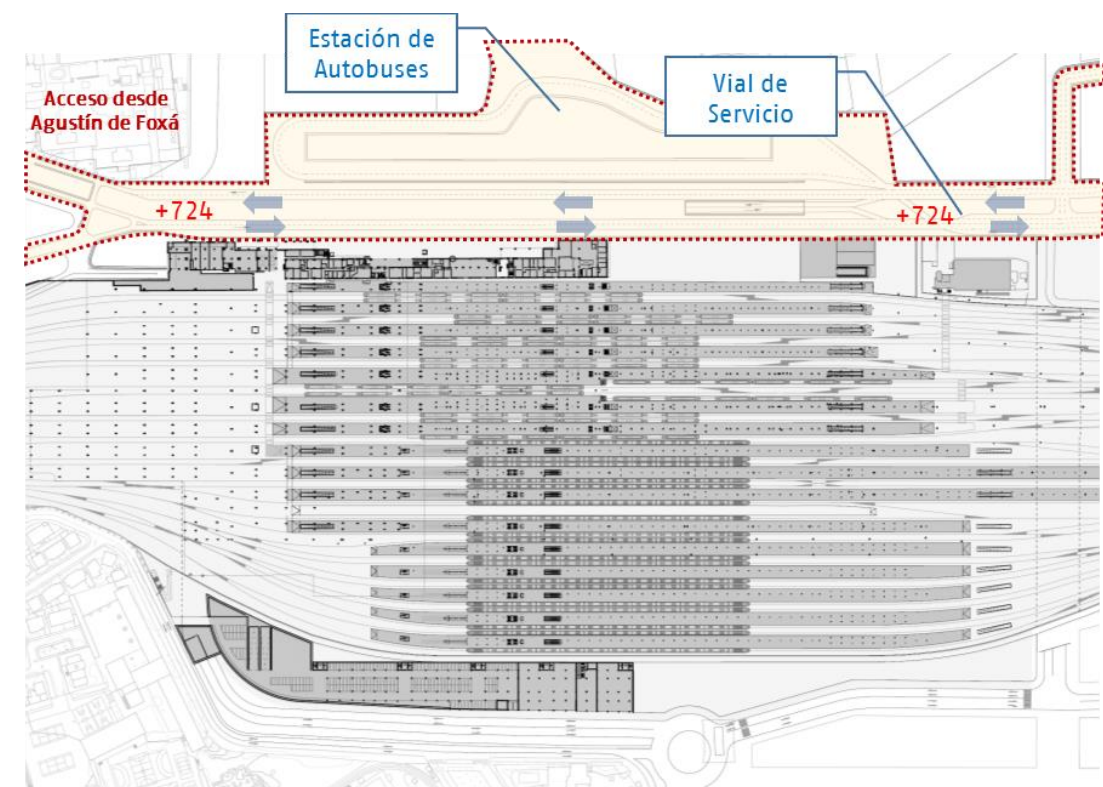 Estación de
Autobuses
Vial de
Servicio
Acceso desde
Agustín de Foxá
+724
+724